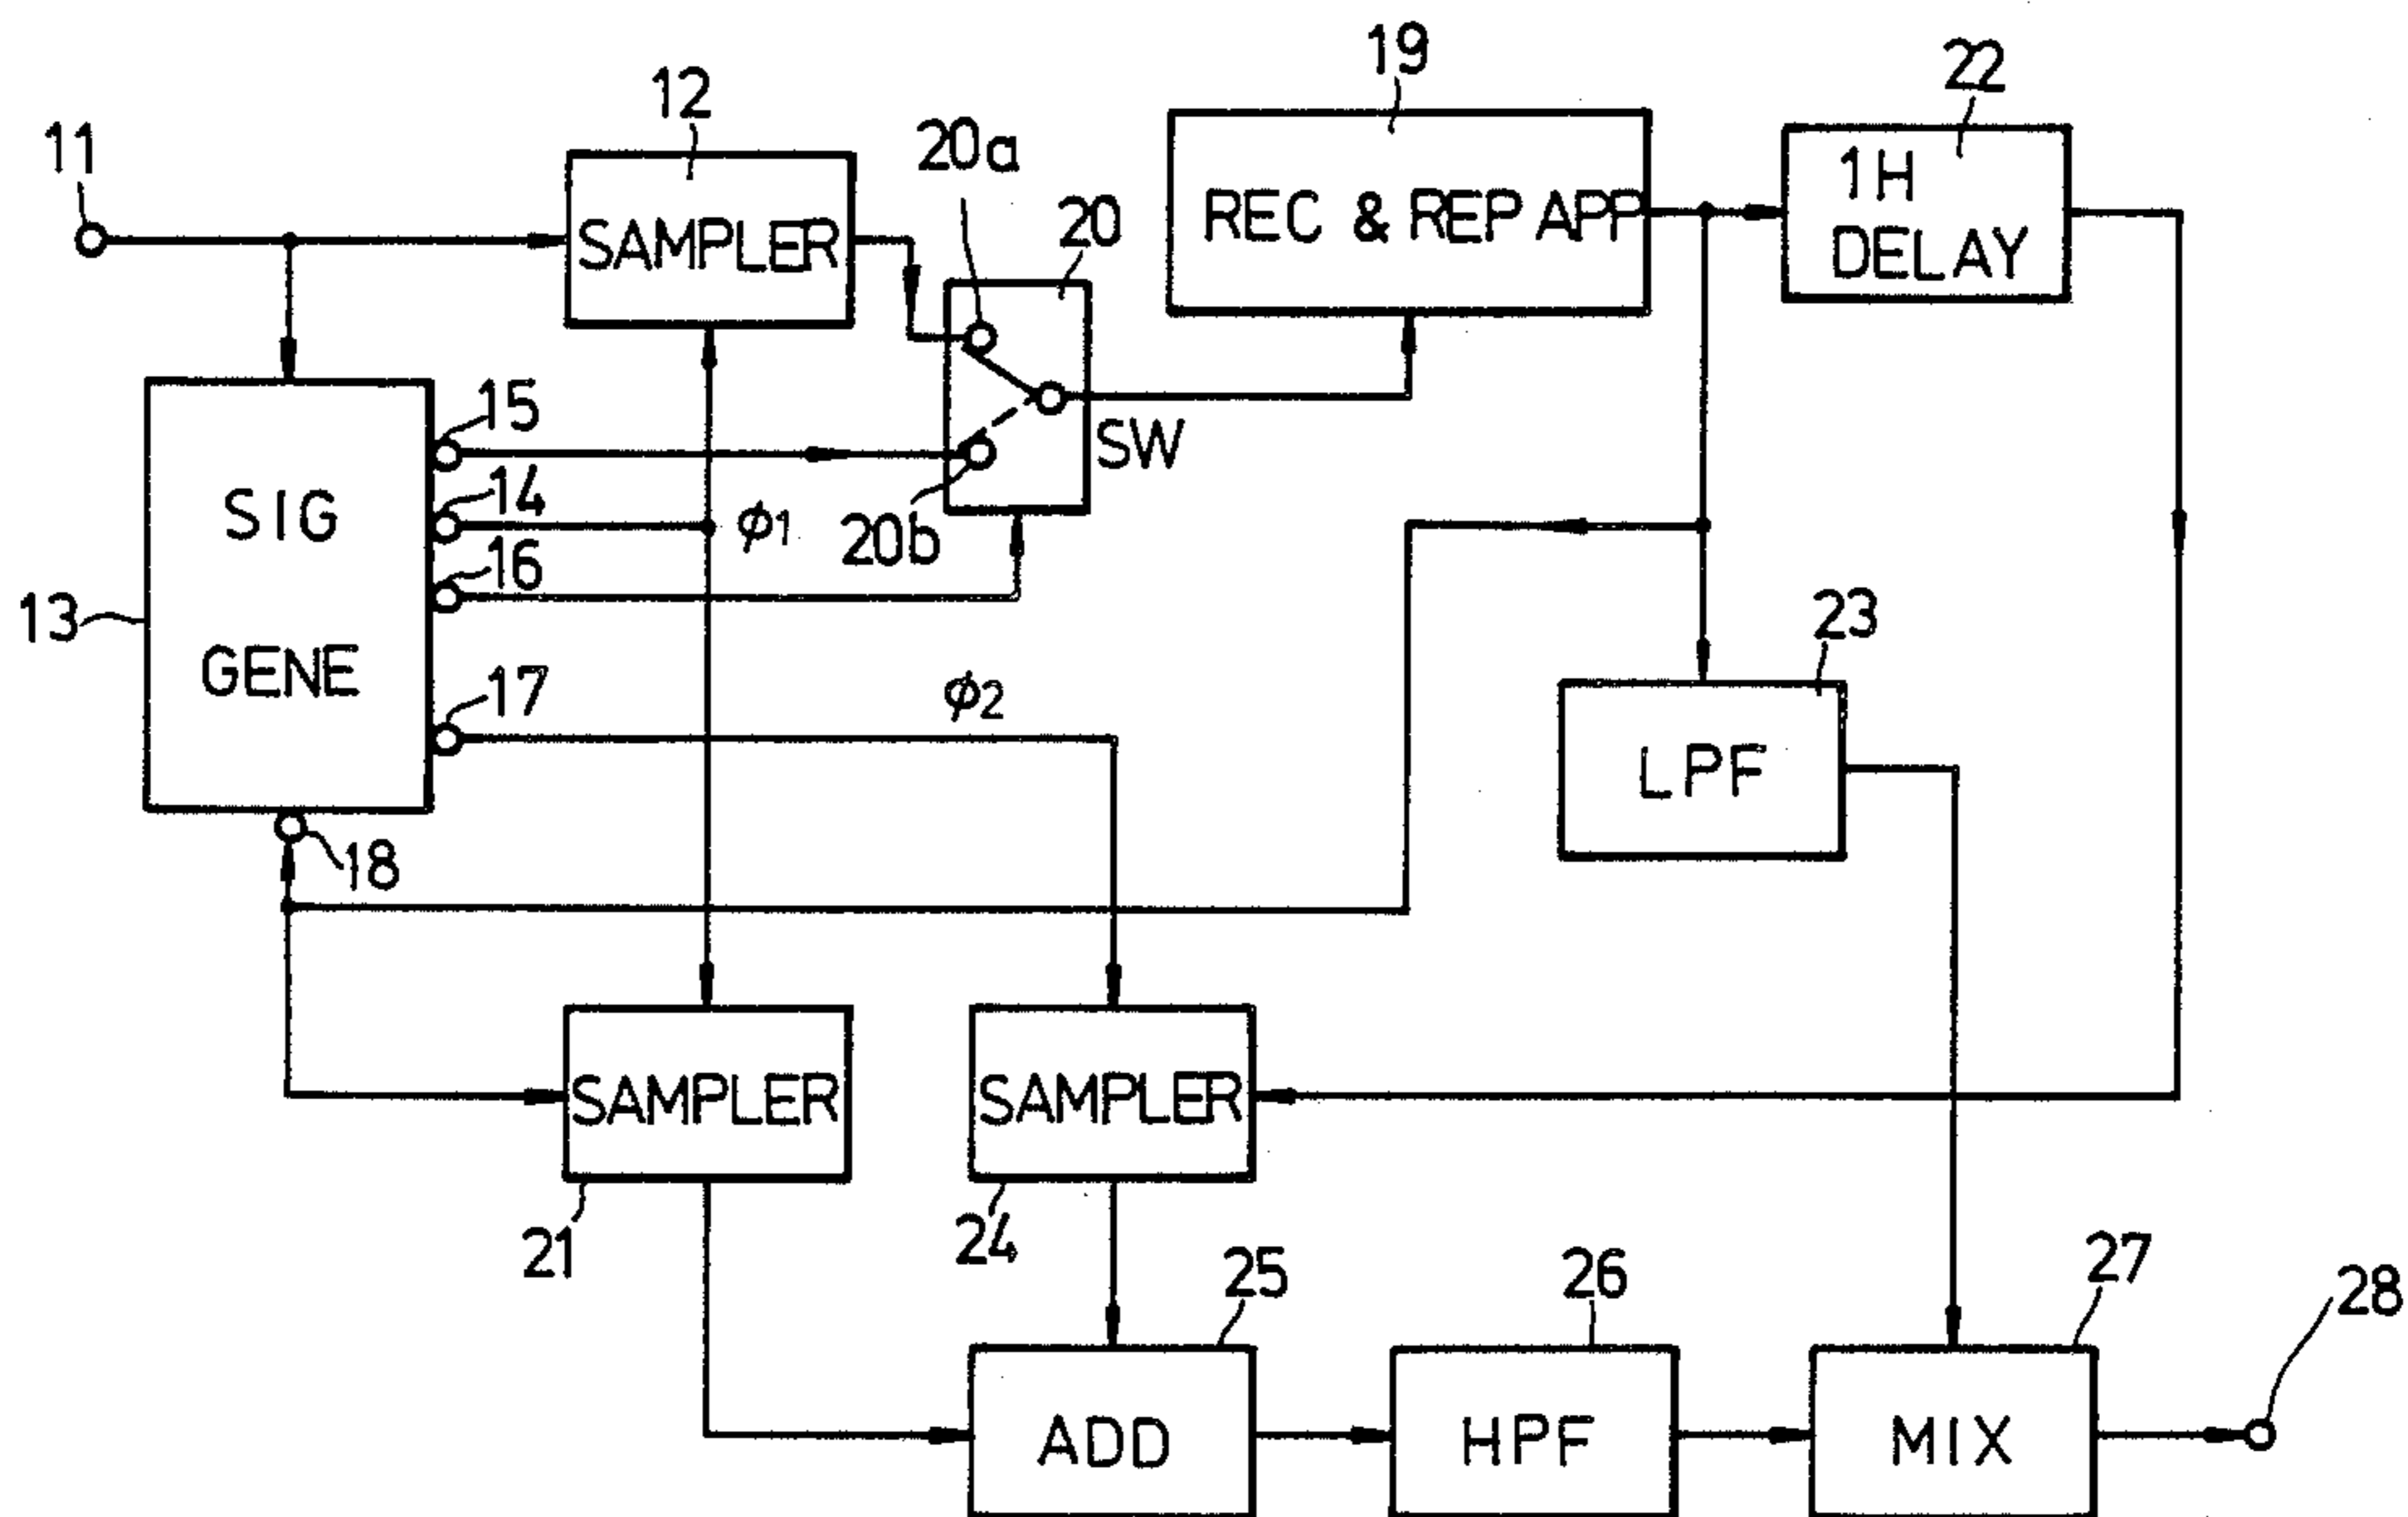 19
22
12
11
20a
20
SAMPLER
REC & REP APP
1H
DELAY
15
SW
14
SIG
φ1
20b
16
13
23
GENE
17
φ2
LPF
18
SAMPLER
SAMPLER
21
24
25
26
27
28
ADD
HPF
MIX